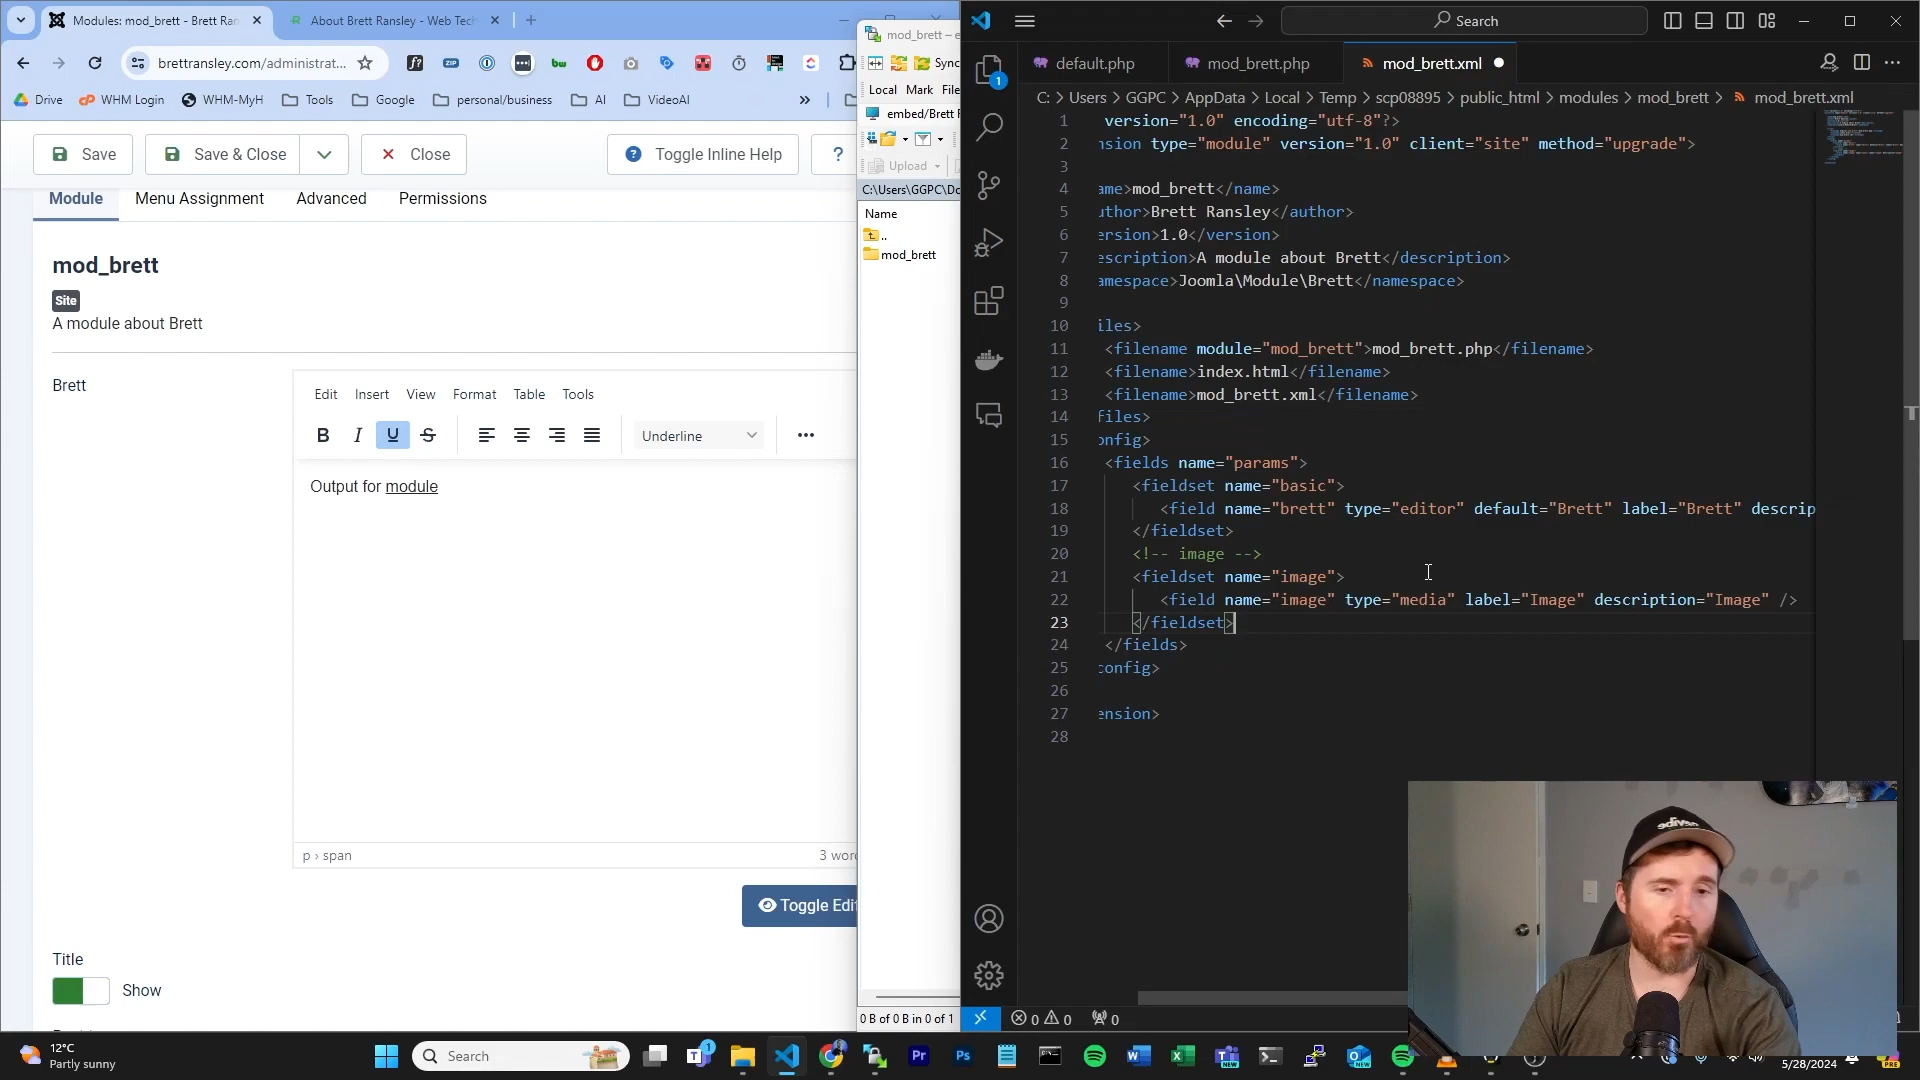 Modules: mod_brett - Brett Ran
About Brett Ransley - Web Tech
brettransley.com/administrat...
Drive
WHM Login
WHM-MyH
Tools
Google
personal/business
AI
VideoAI
Save
Save & Close
Close
Toggle Inline Help
?
Module
Menu Assignment
Advanced
Permissions
mod_brett
Site
A module about Brett
Brett
Edit Insert View Format Table Tools
B I U S
Underline
Output for module
p › span
3 word
Toggle Edit
Title
Show
mod_brett – e
Sync
Local Mark File
embed/Brett R
Upload
C:\Users\GGPC\Do
Name
..
mod_brett
0 B of 0 B in 0 of 1
Search
default.php
mod_brett.php
mod_brett.xml
C: > Users > GGPC > AppData > Local > Temp > scp08895 > public_html > modules > mod_brett > mod_brett.xml
1 version="1.0" encoding="utf-8"?>
2 nsion type="module" version="1.0" client="site" method="upgrade">
3
4 ame>mod_brett</name>
5 uthor>Brett Ransley</author>
6 ersion>1.0</version>
7 escription>A module about Brett</description>
8 amespace>Joomla\Module\Brett</namespace>
9
10 iles>
11 <filename module="mod_brett">mod_brett.php</filename>
12 <filename>index.html</filename>
13 <filename>mod_brett.xml</filename>
14 files>
15 onfig>
16 <fields name="params">
17 <fieldset name="basic">
18 <field name="brett" type="editor" default="Brett" label="Brett" descrip
19 </fieldset>
20 <!-- image -->
21 <fieldset name="image">
22 <field name="image" type="media" label="Image" description="Image" />
23 </fieldset>
24 </fields>
25 config>
26
27 ension>
28
0 0 0
12°C
Partly sunny
Search
5/28/2024